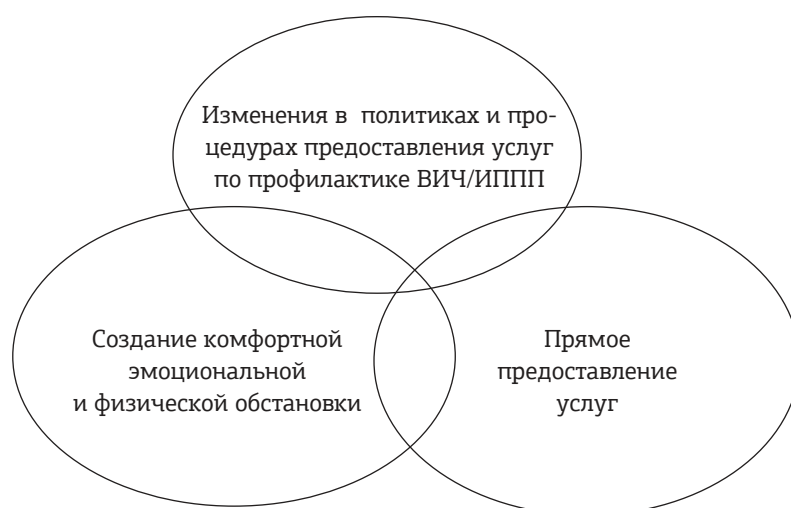 Изменения в политиках и про-
цедурах предоставления услуг
по профилактике ВИЧ/ИППП
Создание комфортной
эмоциональной
и физической обстановки
Прямое
предоставление
услуг